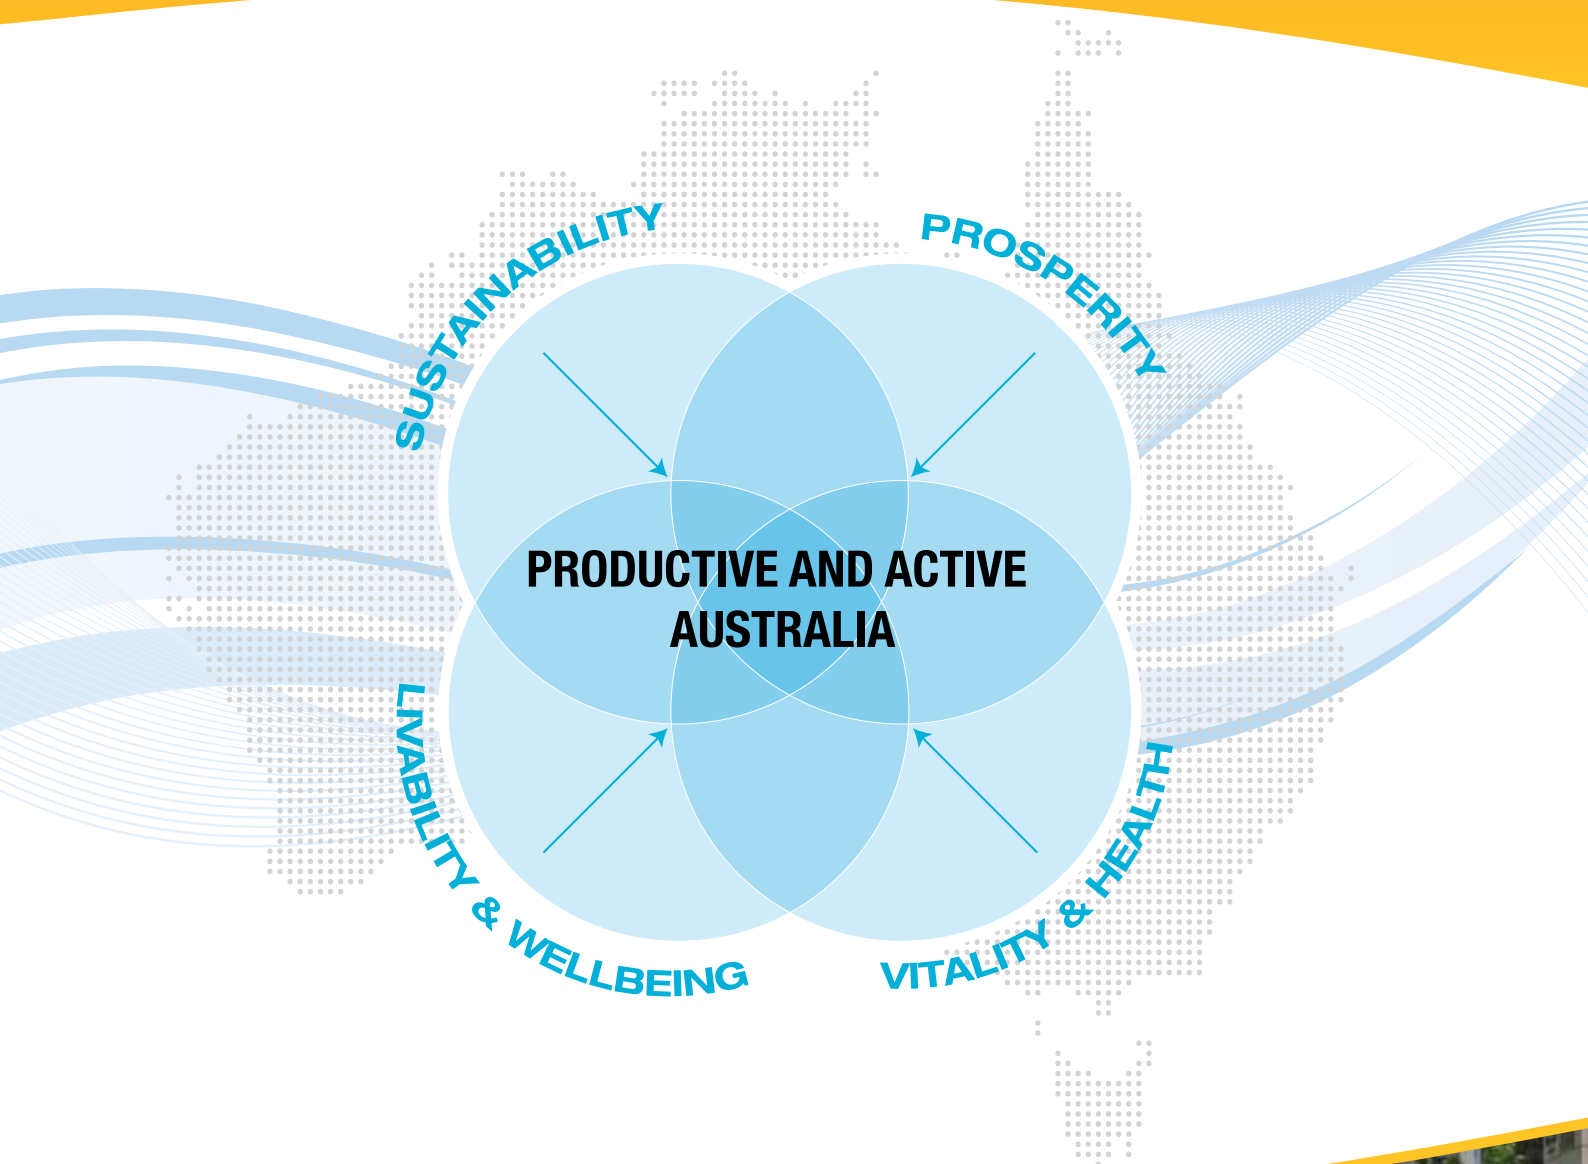 SUSTAINABILITY
PROSPERITY
PRODUCTIVE AND ACTIVE
AUSTRALIA
LIVABILITY & WELLBEING
VITALITY & HEALTH